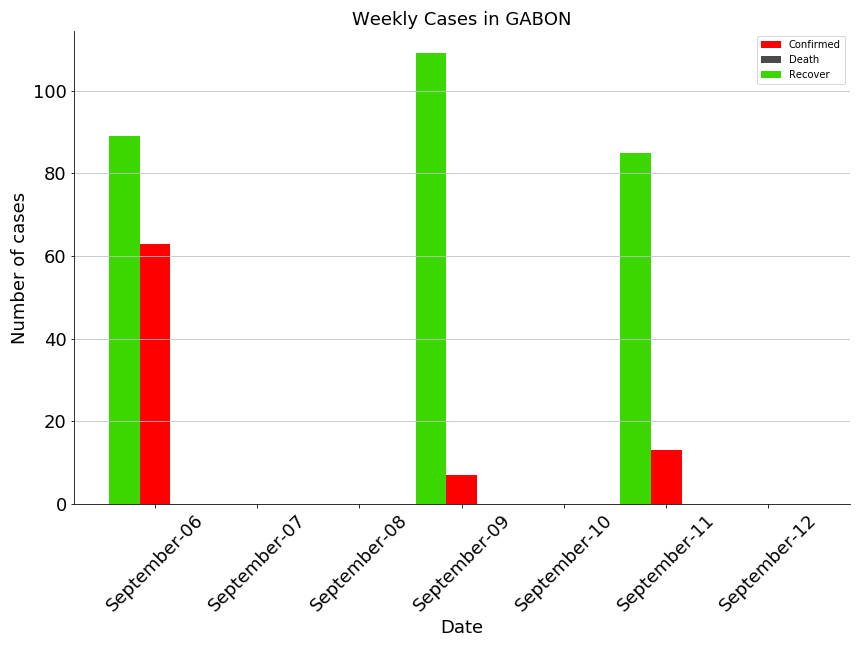 Weekly Cases in GABON
Confirmed
Death
Recover
Number of cases
100
80
60
40
20
0
September-06
September-07
September-08
September-09
September-10
September-11
September-12
Date